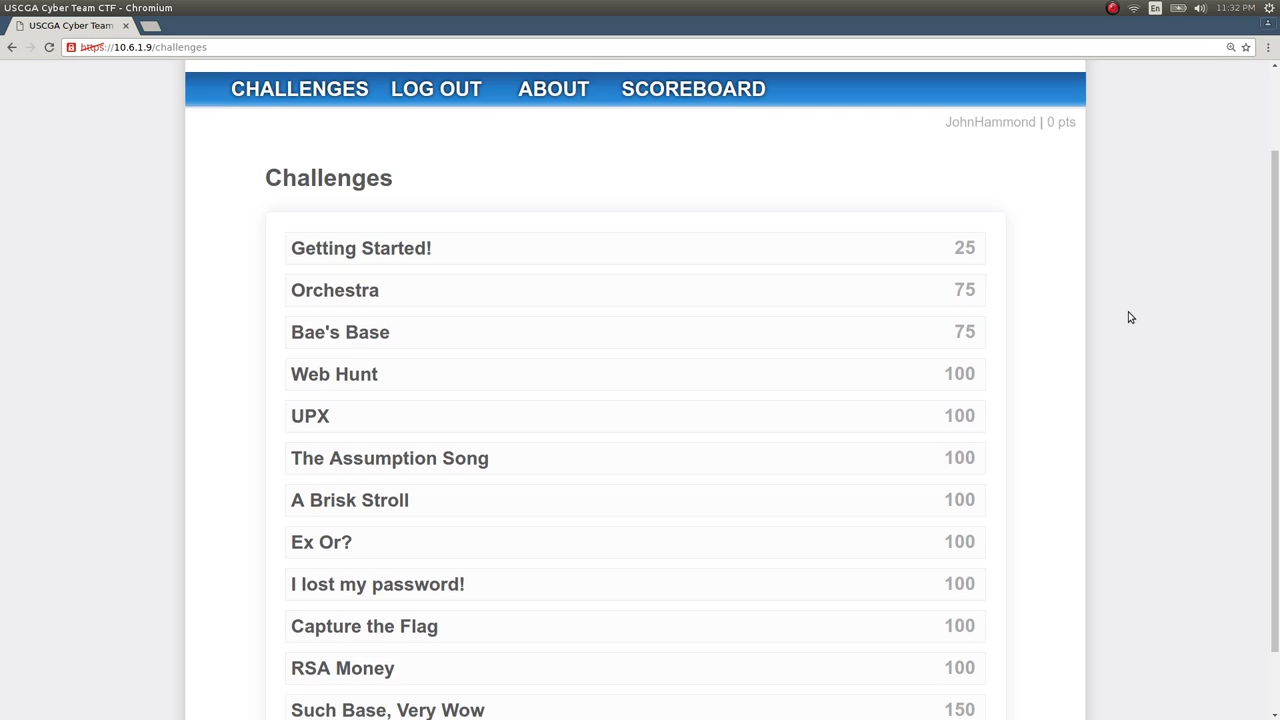 USCGA Cyber Team CTF - Chromium
En
11:32 PM
USCGA Cyber Team
https://10.6.1.9/challenges
CHALLENGES LOG OUT ABOUT SCOREBOARD
JohnHammond | 0 pts
Challenges
Getting Started! 25
Orchestra 75
Bae's Base 75
Web Hunt 100
UPX 100
The Assumption Song 100
A Brisk Stroll 100
Ex Or? 100
I lost my password! 100
Capture the Flag 100
RSA Money 100
Such Base, Very Wow 150